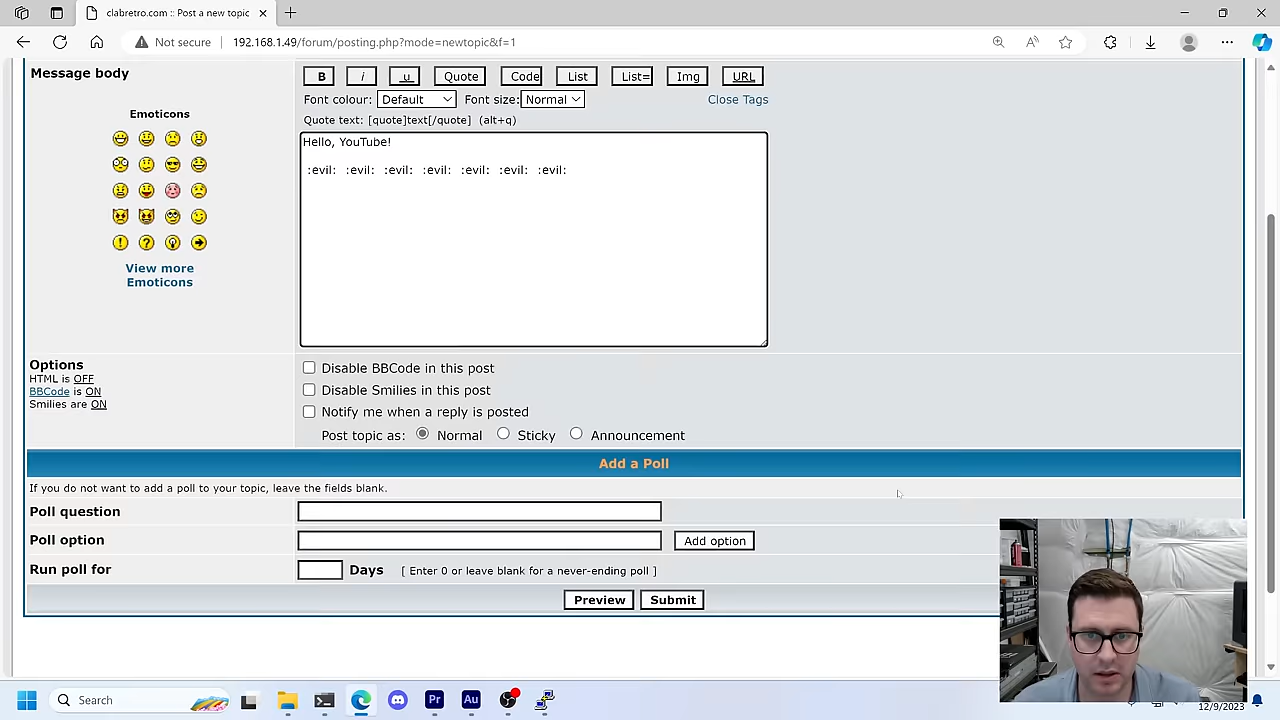 clabretro.com :: Post a new topic
Not secure 192.168.1.49/forum/posting.php?mode=newtopic&f=1
Message body
B i u Quote Code List List= Img URL
Font colour: Default Font size: Normal Close Tags
Emoticons
Quote text: [quote]text[/quote] (alt+q)
Hello, YouTube!
:evil: :evil: :evil: :evil: :evil: :evil: :evil:
View more
Emoticons
Options
HTML is OFF
BBCode is ON
Smilies are ON
Disable BBCode in this post
Disable Smilies in this post
Notify me when a reply is posted
Post topic as: Normal Sticky Announcement
Add a Poll
If you do not want to add a poll to your topic, leave the fields blank.
Poll question
Poll option Add option
Run poll for Days [ Enter 0 or leave blank for a never-ending poll ]
Preview Submit
Search Pr Au
12/9/2023